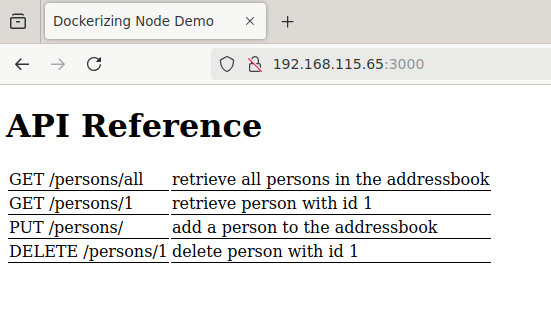 Dockerizing Node Demo
192.168.115.65:3000
API Reference
GET /persons/all retrieve all persons in the addressbook
GET /persons/1 retrieve person with id 1
PUT /persons/ add a person to the addressbook
DELETE /persons/1 delete person with id 1